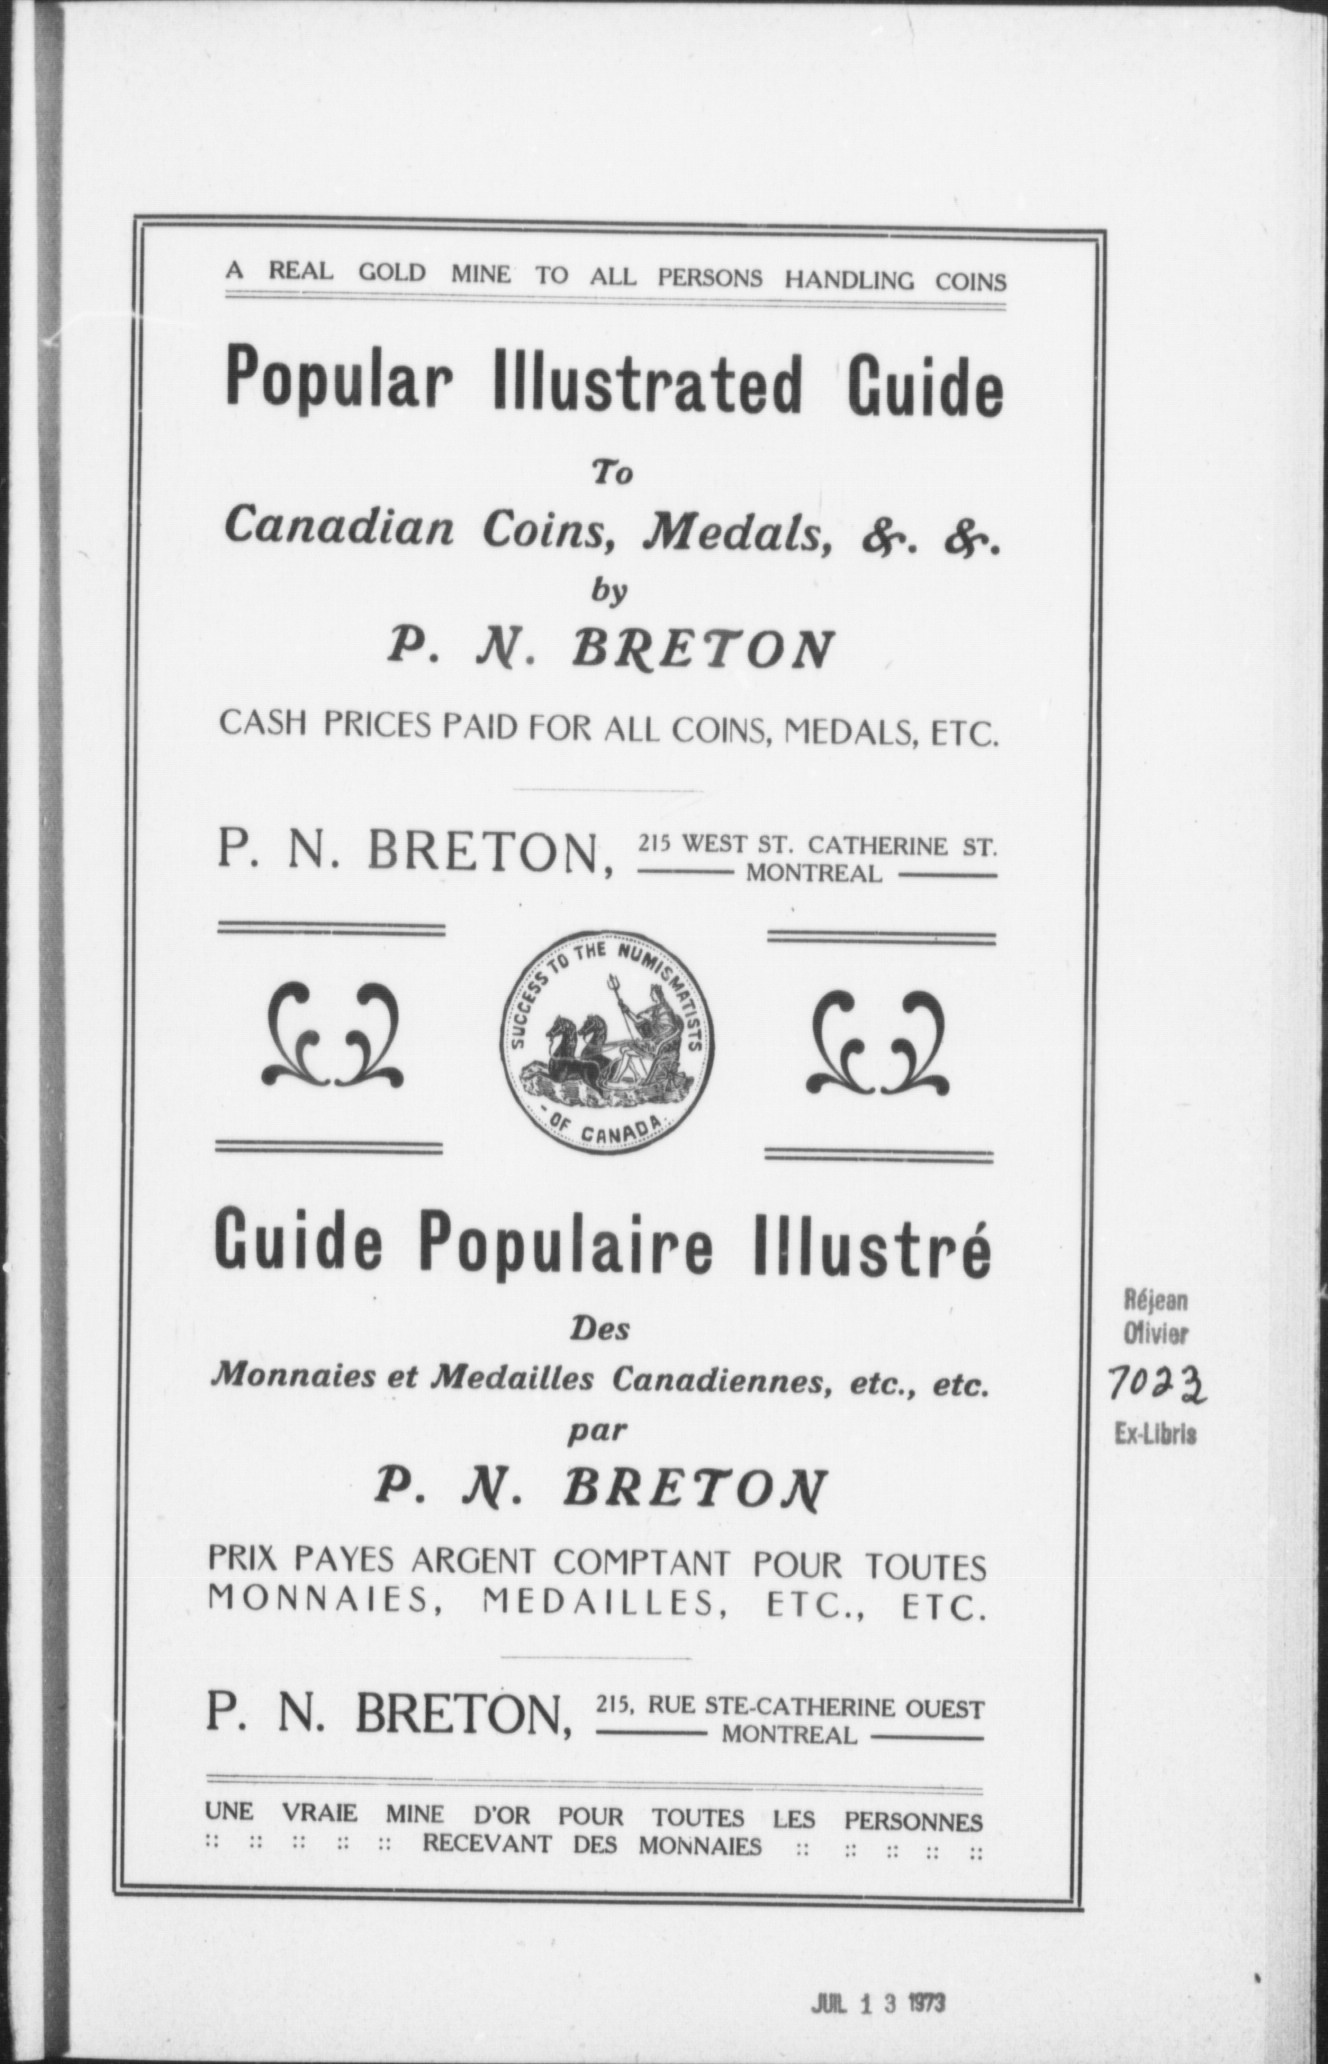 A REAL GOLD MINE TO ALL PERSONS HANDLING COINS
Popular Illustrated Guide
To
Canadian Coins, Medals, &. &.
by
P. N. BRETON
CASH PRICES PAID FOR ALL COINS, MEDALS, ETC.
P. N. BRETON, 215 WEST ST. CATHERINE ST.
MONTREAL
SUCCESS TO THE NUMISMATISTS
- OF CANADA.
Guide Populaire Illustré
Des
Monnaies et Medailles Canadiennes, etc., etc.
par
P. N. BRETON
PRIX PAYES ARGENT COMPTANT POUR TOUTES
MONNAIES, MEDAILLES, ETC., ETC.
P. N. BRETON, 215, RUE STE-CATHERINE OUEST
MONTREAL
UNE VRAIE MINE D'OR POUR TOUTES LES PERSONNES
:: :: :: :: :: RECEVANT DES MONNAIES :: :: :: :: ::
Réjean
Olivier
7023
Ex-Libris
JUIL 13 1973